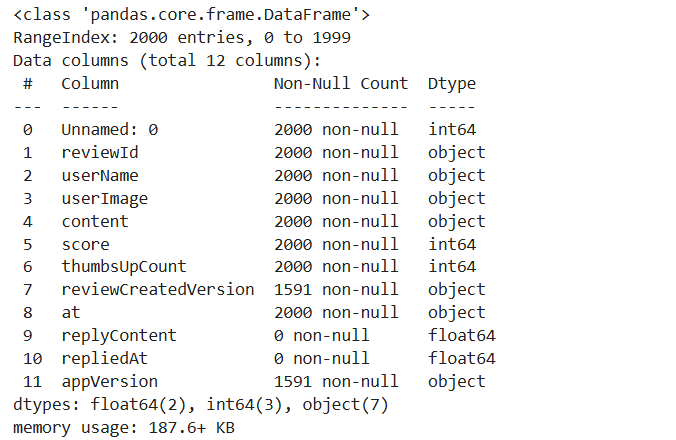 <class 'pandas.core.frame.DataFrame'>
RangeIndex: 2000 entries, 0 to 1999
Data columns (total 12 columns):
 #   Column                Non-Null Count  Dtype
---  ------                --------------  -----
 0   Unnamed: 0            2000 non-null   int64
 1   reviewId              2000 non-null   object
 2   userName              2000 non-null   object
 3   userImage             2000 non-null   object
 4   content               2000 non-null   object
 5   score                 2000 non-null   int64
 6   thumbsUpCount         2000 non-null   int64
 7   reviewCreatedVersion  1591 non-null   object
 8   at                    2000 non-null   object
 9   replyContent          0 non-null      float64
 10  repliedAt             0 non-null      float64
 11  appVersion            1591 non-null   object
dtypes: float64(2), int64(3), object(7)
memory usage: 187.6+ KB